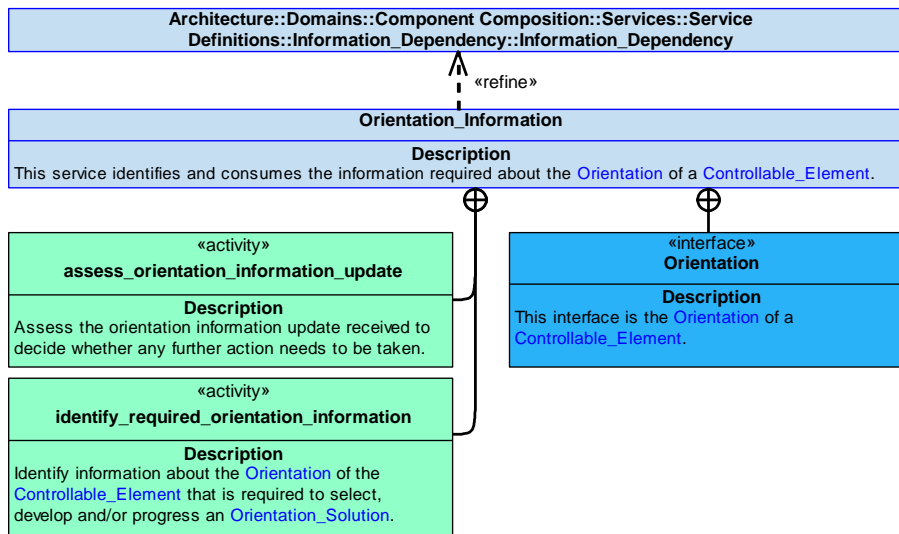 Architecture::Domains::Component Composition::Services::Service
Definitions::Information_Dependency::Information_Dependency
«refine»
Orientation_Information
Description
This service identifies and consumes the information required about the Orientation of a Controllable_Element.
«activity»
assess_orientation_information_update
Description
Assess the orientation information update received to
decide whether any further action needs to be taken.
«interface»
Orientation
Description
This interface is the Orientation of a
Controllable_Element.
«activity»
identify_required_orientation_information
Description
Identify information about the Orientation of the
Controllable_Element that is required to select,
develop and/or progress an Orientation_Solution.